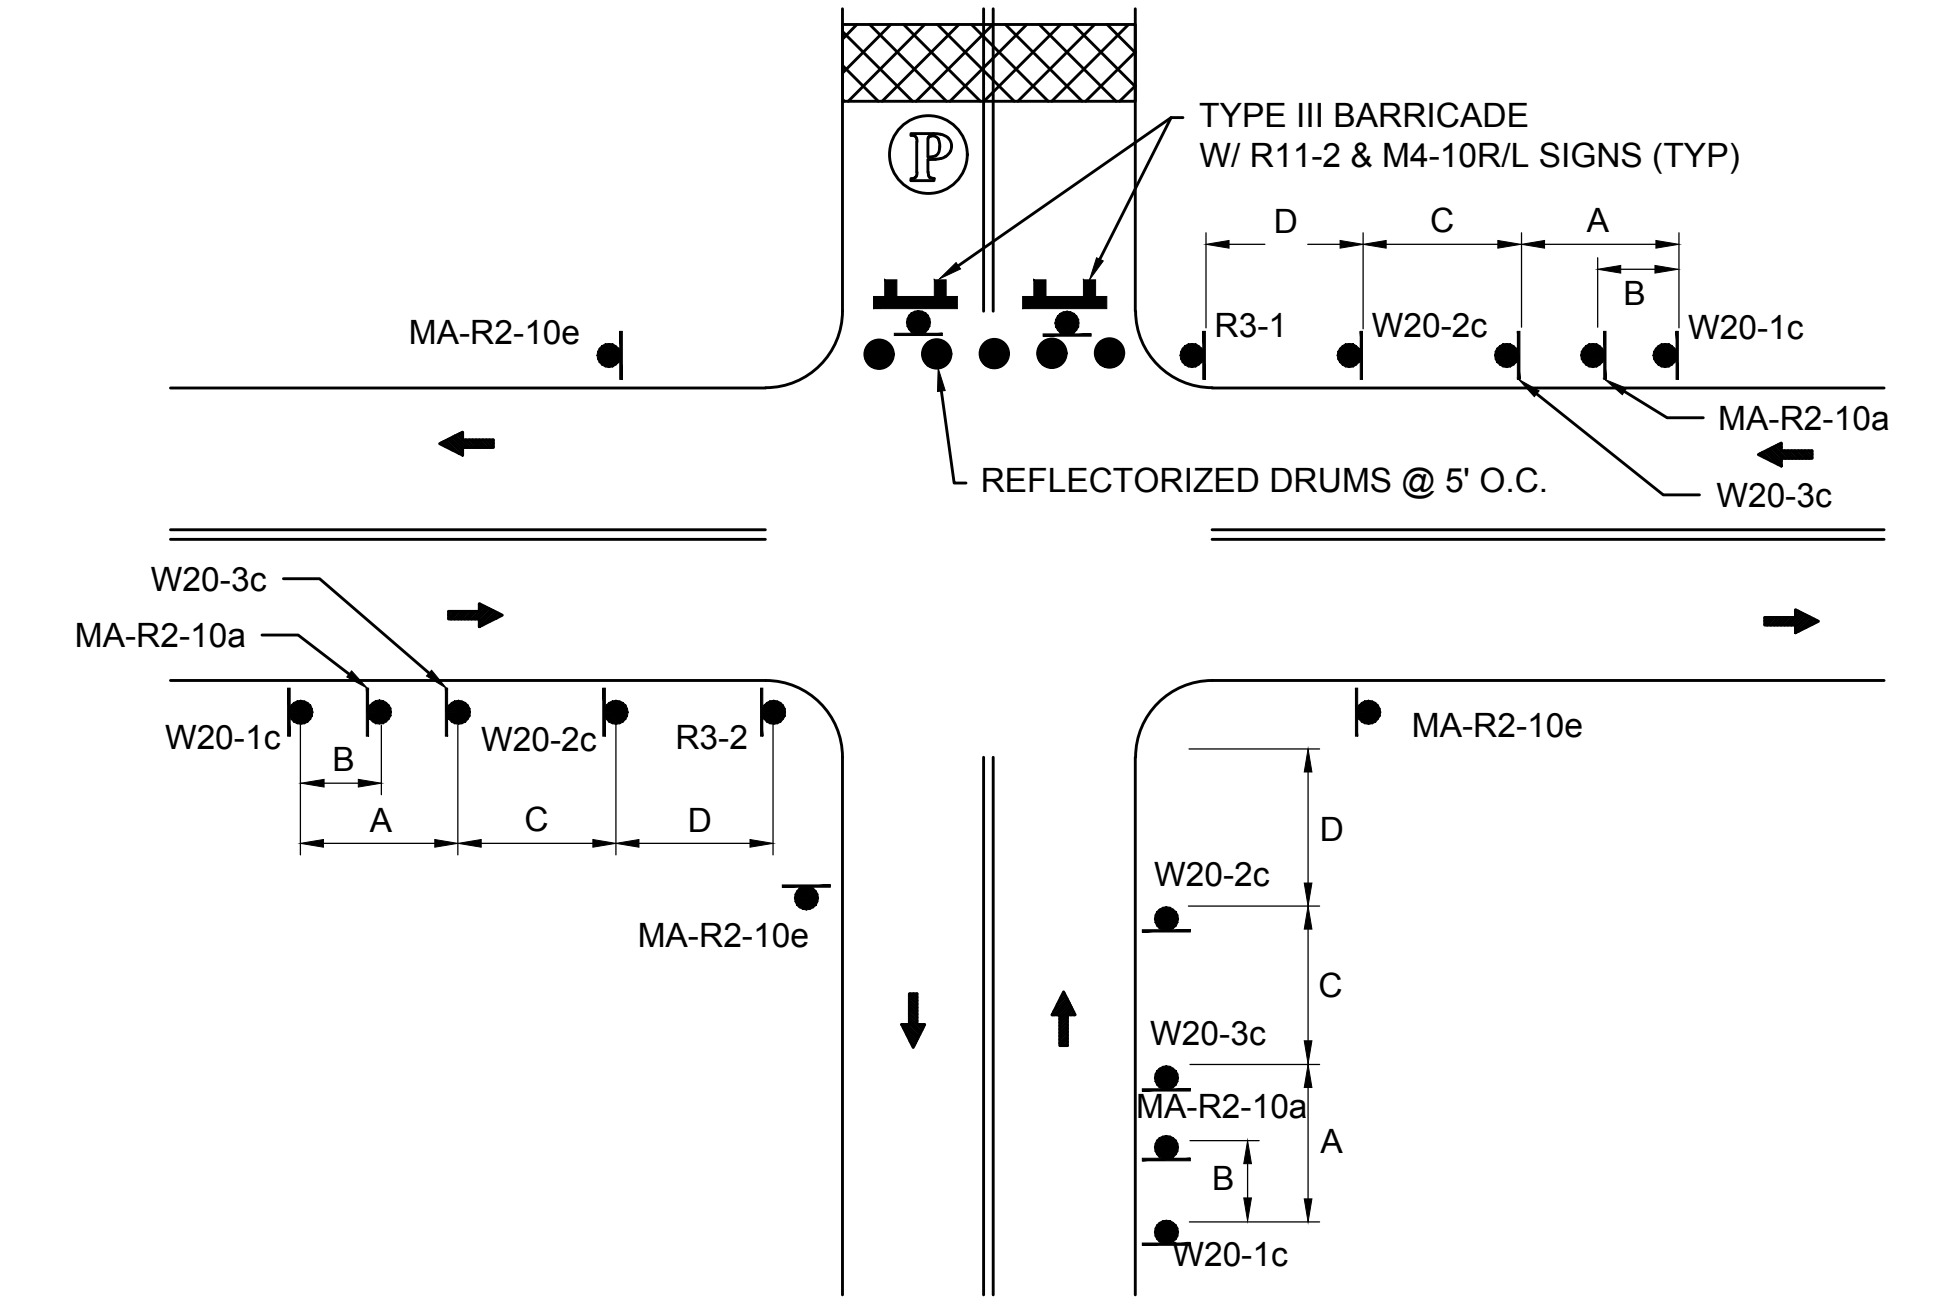 P
TYPE III BARRICADE
W/ R11-2 & M4-10R/L SIGNS (TYP)
D
C
A
B
MA-R2-10e
R3-1
W20-2c
W20-1c
MA-R2-10a
REFLECTORIZED DRUMS @ 5' O.C.
W20-3c
W20-3c
MA-R2-10a
W20-1c
W20-2c
R3-2
MA-R2-10e
B
A
C
D
D
W20-2c
MA-R2-10e
C
W20-3c
MA-R2-10a
A
B
W20-1c